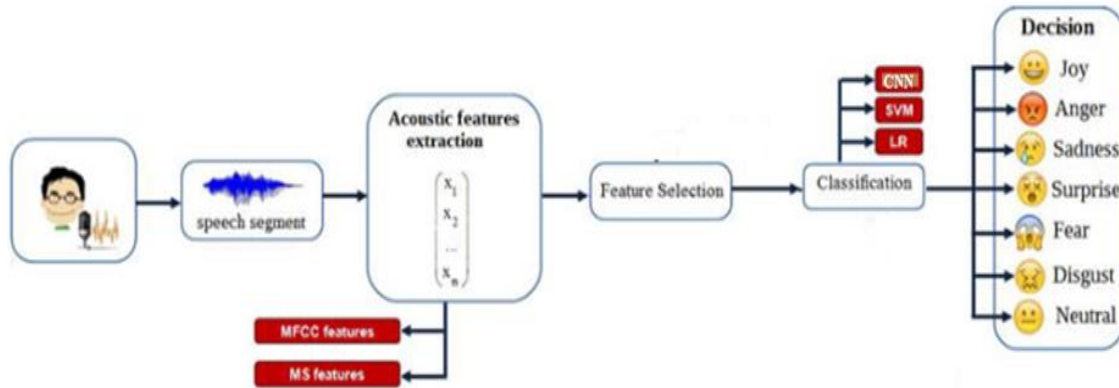 speech segment
Acoustic features
extraction
X1
X2
...
Xn
MFCC features
MS features
Feature Selection
Classification
CNN
SVM
LR
Decision
Joy
Anger
Sadness
Surprise
Fear
Disgust
Neutral